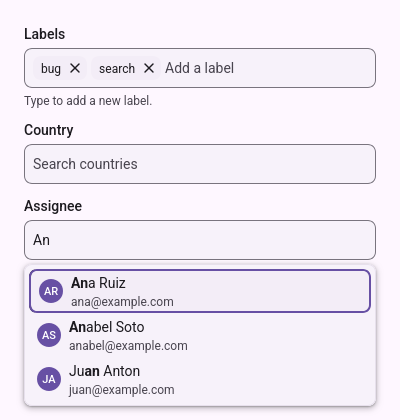 Labels
bug search Add a label
Type to add a new label.
Country
Search countries
Assignee
An
AR Ana Ruiz
ana@example.com
AS Anabel Soto
anabel@example.com
JA Juan Anton
juan@example.com